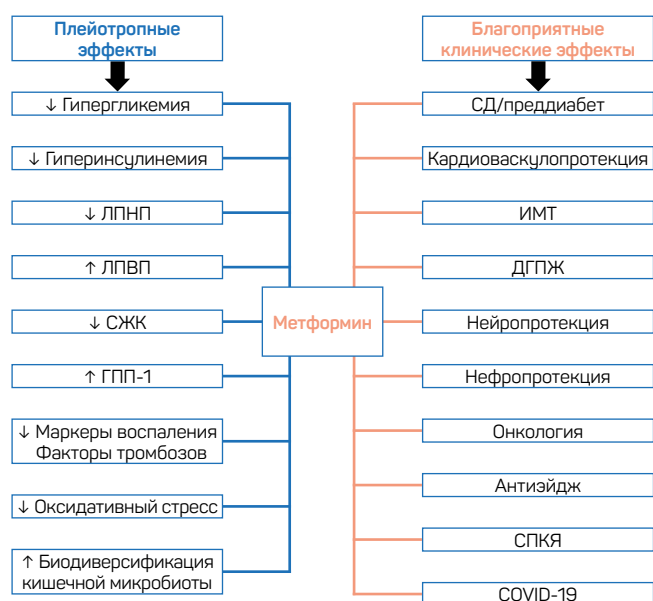 Плейотропные
эффекты
↓ Гипергликемия
↓ Гиперинсулинемия
↓ ЛПНП
↑ ЛПВП
↓ СЖК
↑ ГПП-1
↓ Маркеры воспаления
Факторы тромбозов
↓ Оксидативный стресс
↑ Биодиверсификация
кишечной микробиоты
Метформин
Благоприятные
клинические эффекты
СД/преддиабет
Кардиоваскулопротекция
ИМТ
ДГПЖ
Нейропротекция
Нефропротекция
Онкология
Антиэйдж
СПКЯ
COVID-19